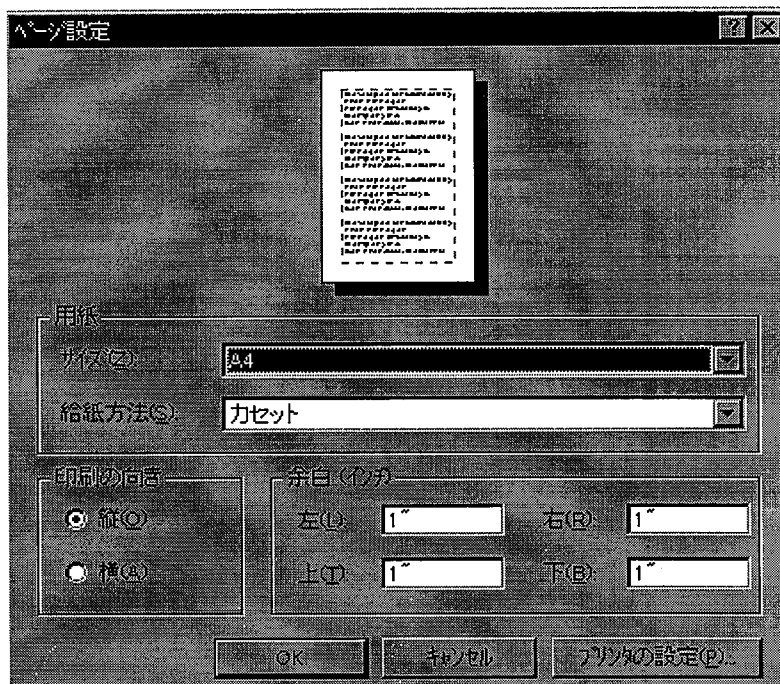 ページ設定
用紙
サイズ(Z):
A4
給紙方法(S):
カセット
印刷の向き
縦(O)
横(A)
余白 (インチ)
左(L):
1"
右(R):
1"
上(T):
1"
下(B):
1"
OK
キャンセル
プリンタの設定(P)...